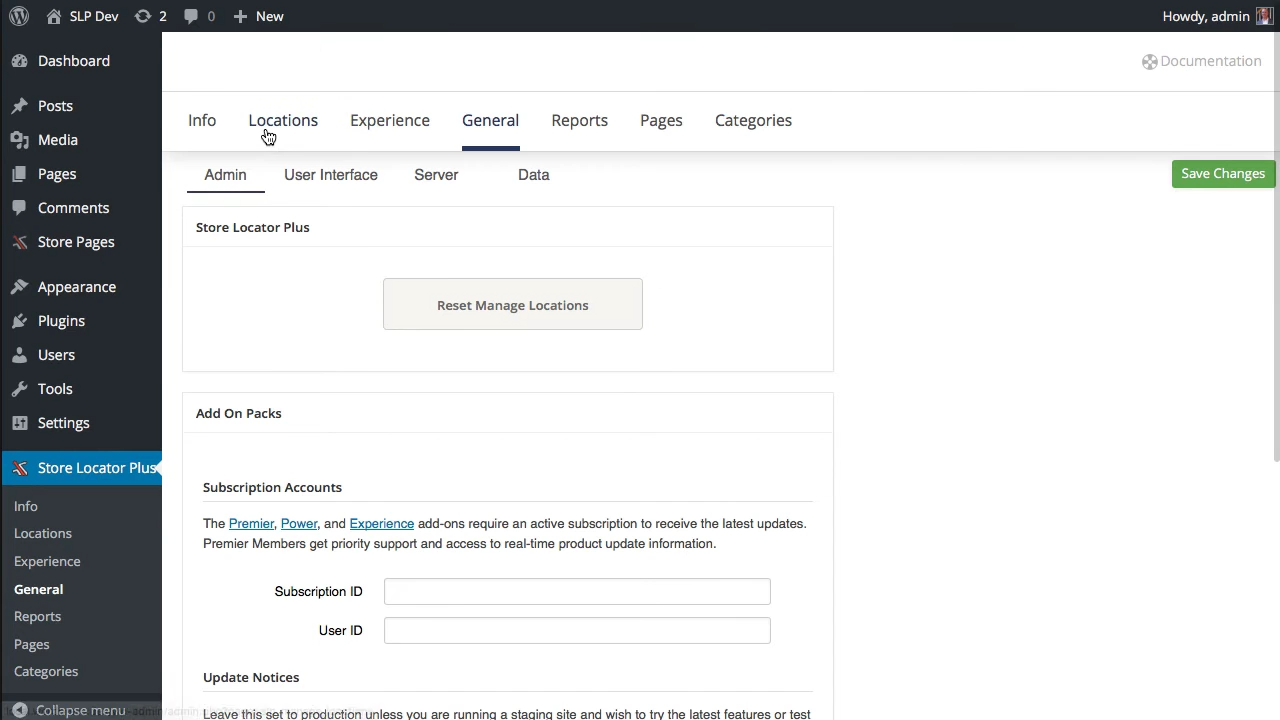 SLP Dev 2 0 New Howdy, admin
Dashboard
Posts
Media
Pages
Comments
Store Pages
Appearance
Plugins
Users
Tools
Settings
Store Locator Plus
Info
Locations
Experience
General
Reports
Pages
Categories
Collapse menu
Documentation
Info Locations Experience General Reports Pages Categories
Admin User Interface Server Data
Save Changes
Store Locator Plus
Reset Manage Locations
Add On Packs
Subscription Accounts
The Premier, Power, and Experience add-ons require an active subscription to receive the latest updates.
Premier Members get priority support and access to real-time product update information.
Subscription ID
User ID
Update Notices
Leave this set to production unless you are running a staging site and wish to try the latest features or test